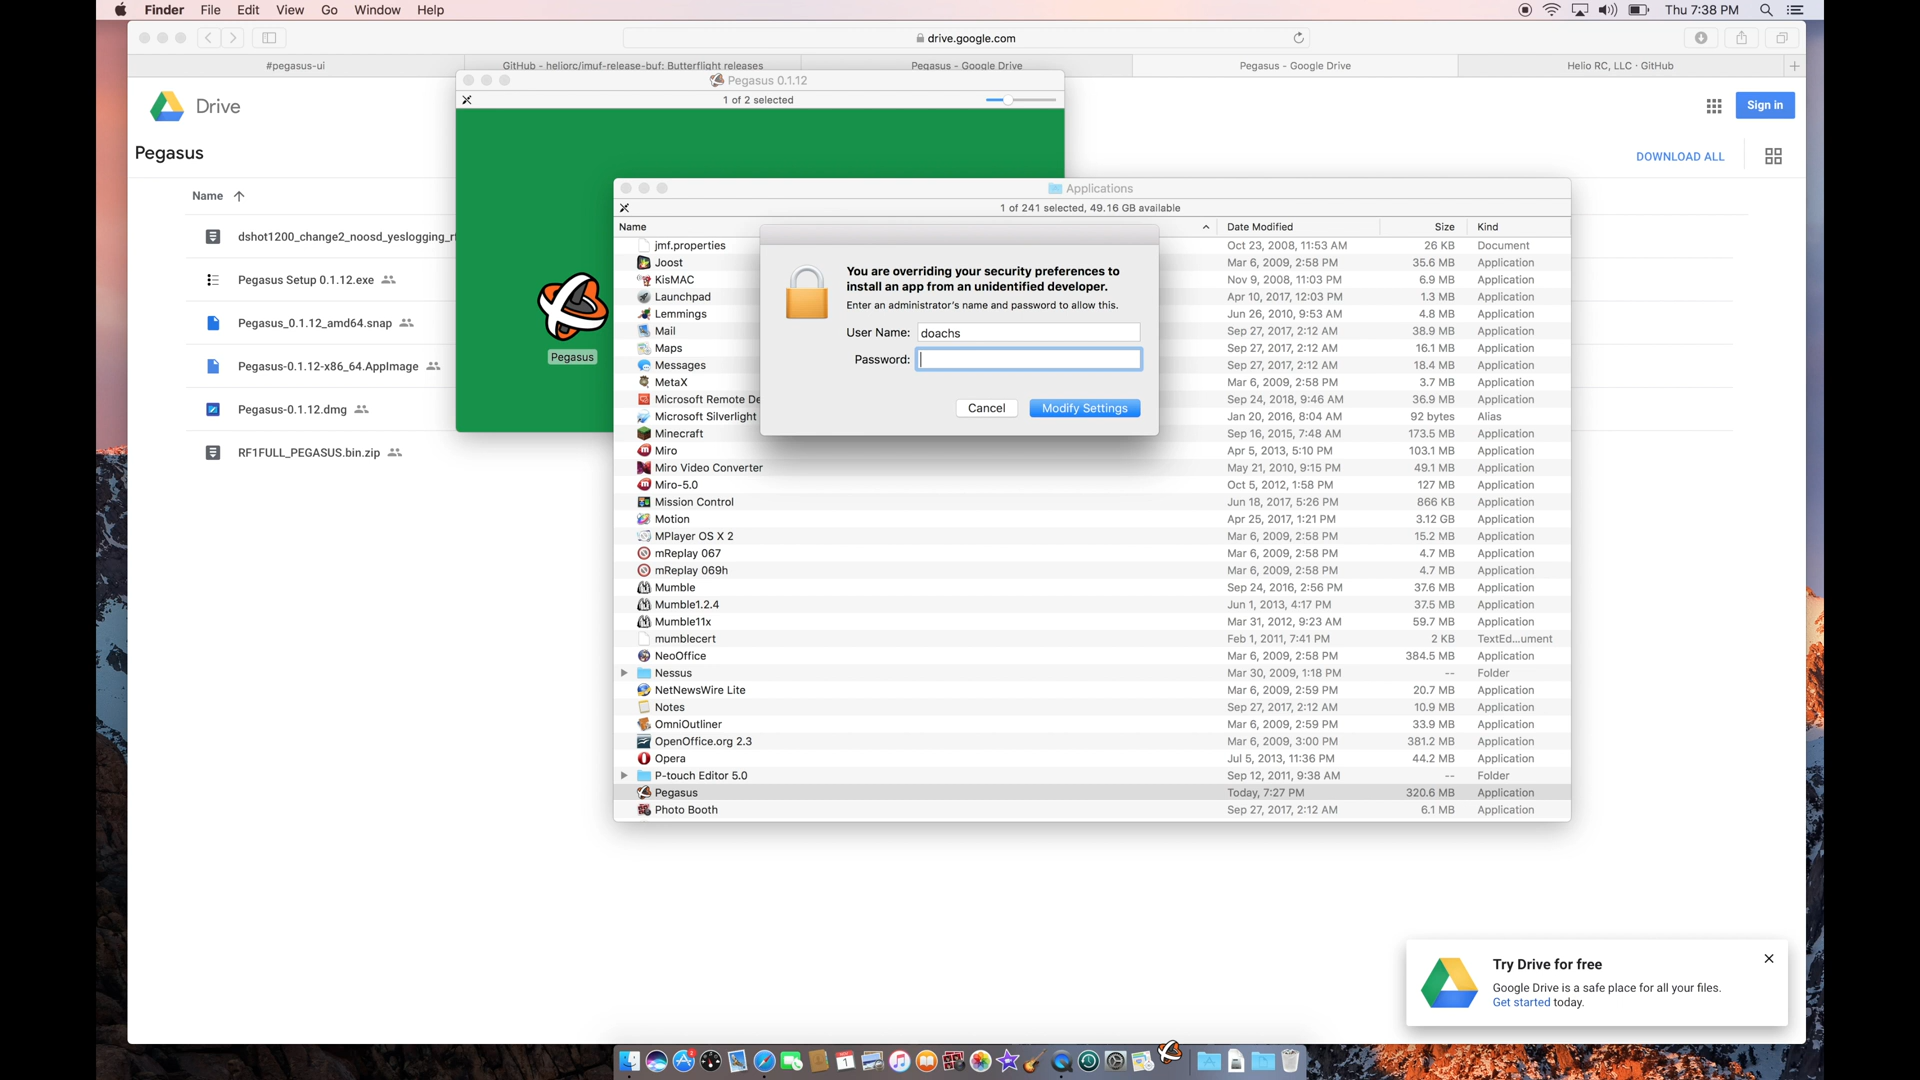 Finder File Edit View Go Window Help
Thu 7:38 PM
drive.google.com
#pegasus-ui
GitHub - heliorc/imuf-release-buf: Butterflight releases
Pegasus - Google Drive
Pegasus - Google Drive
Helio RC, LLC · GitHub
Drive
Sign in
Pegasus
DOWNLOAD ALL
Name
dshot1200_change2_noosd_yeslogging_rf
Pegasus Setup 0.1.12.exe
Pegasus_0.1.12_amd64.snap
Pegasus-0.1.12-x86_64.AppImage
Pegasus-0.1.12.dmg
RF1FULL_PEGASUS.bin.zip
Pegasus 0.1.12
1 of 2 selected
Pegasus
Applications
1 of 241 selected, 49.16 GB available
Name Date Modified Size Kind
jmf.properties Oct 23, 2008, 11:53 AM 26 KB Document
Joost Mar 6, 2009, 2:58 PM 35.6 MB Application
KisMAC Nov 9, 2008, 11:03 PM 6.9 MB Application
Launchpad Apr 10, 2017, 12:03 PM 1.3 MB Application
Lemmings Jun 26, 2010, 9:53 AM 4.8 MB Application
Mail Sep 27, 2017, 2:12 AM 38.9 MB Application
Maps Sep 27, 2017, 2:12 AM 16.1 MB Application
Messages Sep 27, 2017, 2:12 AM 18.4 MB Application
MetaX Mar 6, 2009, 2:58 PM 3.7 MB Application
Microsoft Remote De Sep 24, 2018, 9:46 AM 36.9 MB Application
Microsoft Silverlight Jan 20, 2016, 8:04 AM 92 bytes Alias
Minecraft Sep 16, 2015, 7:48 AM 173.5 MB Application
Miro Apr 5, 2013, 5:10 PM 103.1 MB Application
Miro Video Converter May 21, 2010, 9:15 PM 49.1 MB Application
Miro-5.0 Oct 5, 2012, 1:58 PM 127 MB Application
Mission Control Jun 18, 2017, 5:26 PM 866 KB Application
Motion Apr 25, 2017, 1:21 PM 3.12 GB Application
MPlayer OS X 2 Mar 6, 2009, 2:58 PM 15.2 MB Application
mReplay 067 Mar 6, 2009, 2:58 PM 4.7 MB Application
mReplay 069h Mar 6, 2009, 2:58 PM 4.7 MB Application
Mumble Sep 24, 2016, 2:56 PM 37.6 MB Application
Mumble1.2.4 Jun 1, 2013, 4:17 PM 37.5 MB Application
Mumble11x Mar 31, 2012, 9:23 AM 59.7 MB Application
mumblecert Feb 1, 2011, 7:41 PM 2 KB TextEd...ument
NeoOffice Mar 6, 2009, 2:58 PM 384.5 MB Application
Nessus Mar 30, 2009, 1:18 PM -- Folder
NetNewsWire Lite Mar 6, 2009, 2:59 PM 20.7 MB Application
Notes Sep 27, 2017, 2:12 AM 10.9 MB Application
OmniOutliner Mar 6, 2009, 2:59 PM 33.9 MB Application
OpenOffice.org 2.3 Mar 6, 2009, 3:00 PM 381.2 MB Application
Opera Jul 5, 2013, 11:36 PM 44.2 MB Application
P-touch Editor 5.0 Sep 12, 2011, 9:38 AM -- Folder
Pegasus Today, 7:27 PM 320.6 MB Application
Photo Booth Sep 27, 2017, 2:12 AM 6.1 MB Application
You are overriding your security preferences to
install an app from an unidentified developer.
Enter an administrator's name and password to allow this.
User Name: doachs
Password:
Cancel Modify Settings
Try Drive for free
Google Drive is a safe place for all your files.
Get started today.